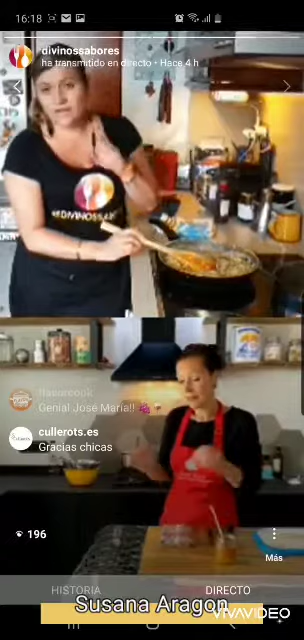 16:18
divinossabores
ha transmitido en directo • Hace 4 h
#DIVINOSSABO
Genial José María!!
cullerots.es
Gracias chicas
196
Más
HISTORIA
DIRECTO
Susana Aragon
VIVAVIDEO